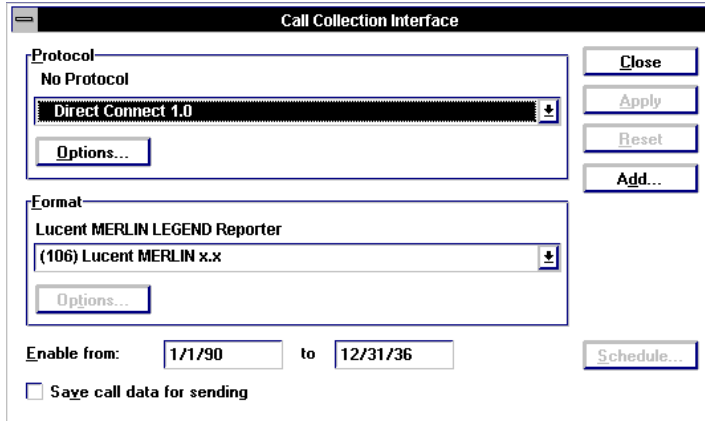 Call Collection Interface
Protocol
No Protocol
Direct Connect 1.0
Options...
Close
Apply
Reset
Add...
Format
Lucent MERLIN LEGEND Reporter
(106) Lucent MERLIN x.x
Options...
Enable from: 1/1/90 to 12/31/36
Schedule...
Save call data for sending